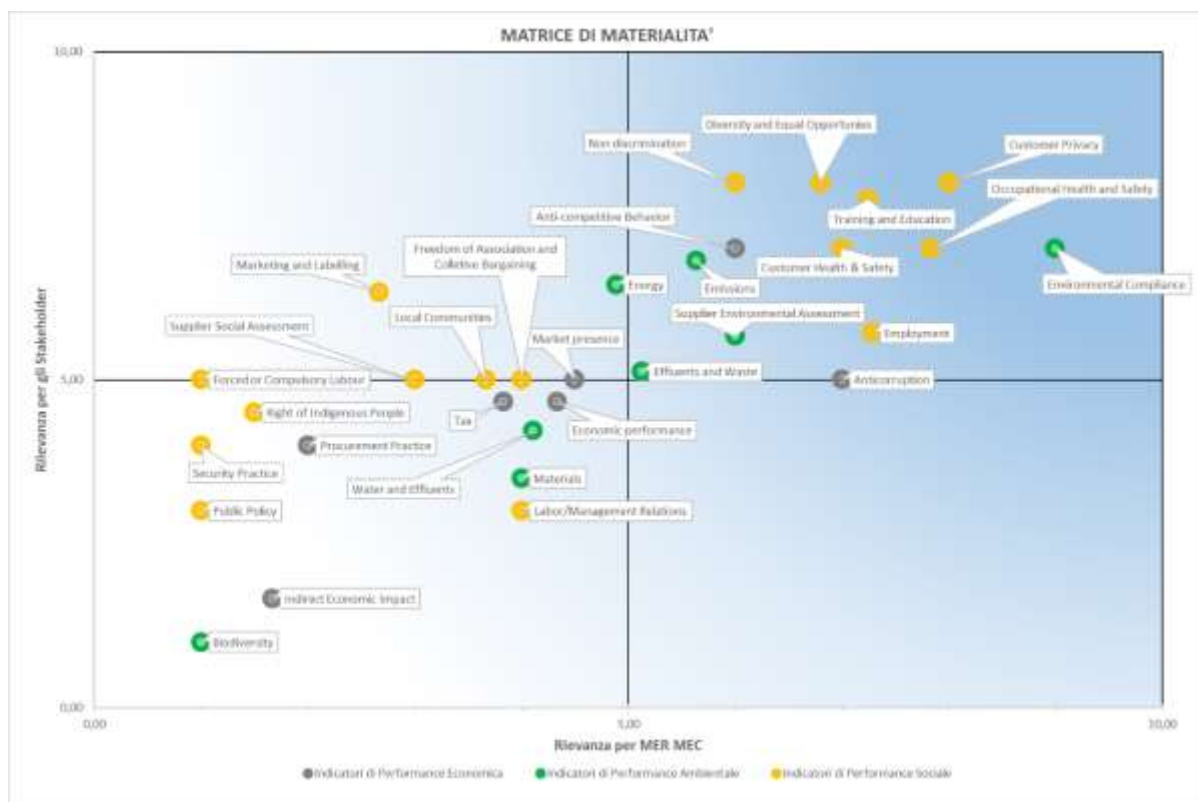 MATRICE DI MATERIALITA'
10,00
Diversity and Equal Opportunites
Non discrimination
Customer Privacy
Occupational Health and Safety
Anti-competitive Behavior
Training and Education
Freedom of Association and
Colletive Bargaining
Marketing and Labelling
Customer Health & Safety
Energy
Emissions
Environmental Compliance
Local Communities
Supplier Environmental Assessment
Supplier Social Assessment
Market presence
Employment
Effluents and Waste
5,00
Forced or Compulsory Labour
Anticorruption
Right of Indigenous People
Tax
Economic performance
Procurement Practice
Security Practice
Water and Effluents
Materials
Public Policy
Labor/Management Relations
Indirect Economic Impact
Biodiversity
Rilevanza per gli Stakeholder
0,00
0,00
5,00
10,00
Rilevanza per MER MEC
Indicatori di Performance Economica
Indicatori di Performance Ambientale
Indicatori di Performance Sociale